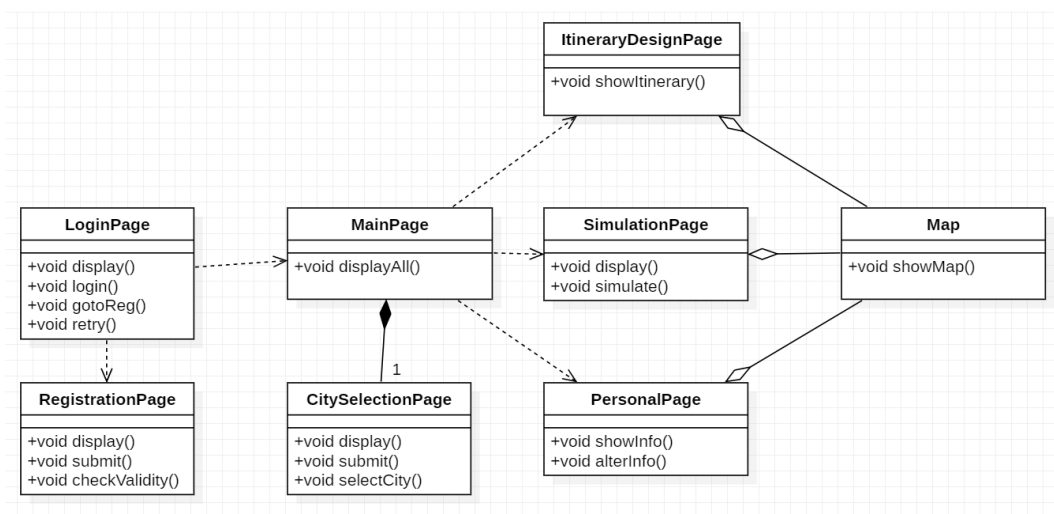 ItineraryDesignPage
+void showItinerary()
LoginPage
+void display()
+void login()
+void gotoReg()
+void retry()
MainPage
+void displayAll()
SimulationPage
+void display()
+void simulate()
Map
+void showMap()
1
RegistrationPage
+void display()
+void submit()
+void checkValidity()
CitySelectionPage
+void display()
+void submit()
+void selectCity()
PersonalPage
+void showInfo()
+void alterInfo()